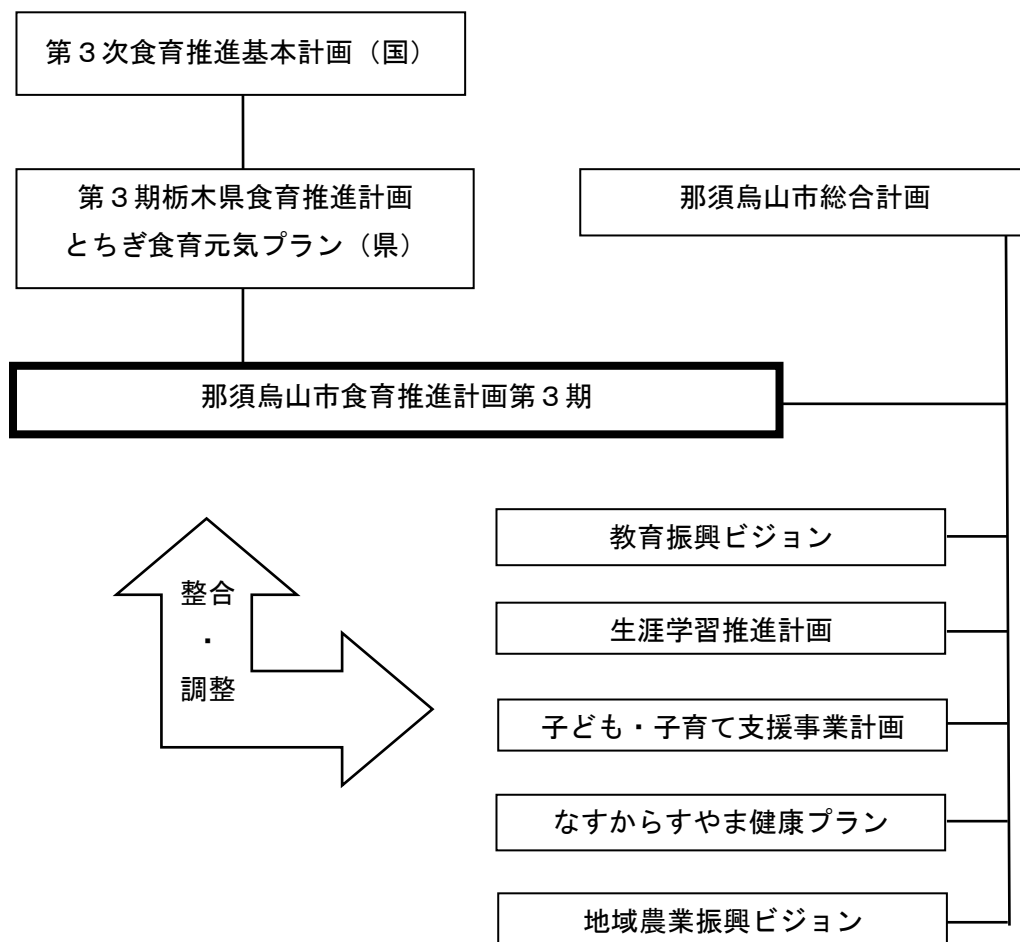 第３次食育推進基本計画（国）
第３期栃木県食育推進計画
とちぎ食育元気プラン（県）
那須烏山市総合計画
那須烏山市食育推進計画第３期
整合
・
調整
教育振興ビジョン
生涯学習推進計画
子ども・子育て支援事業計画
なすからすやま健康プラン
地域農業振興ビジョン